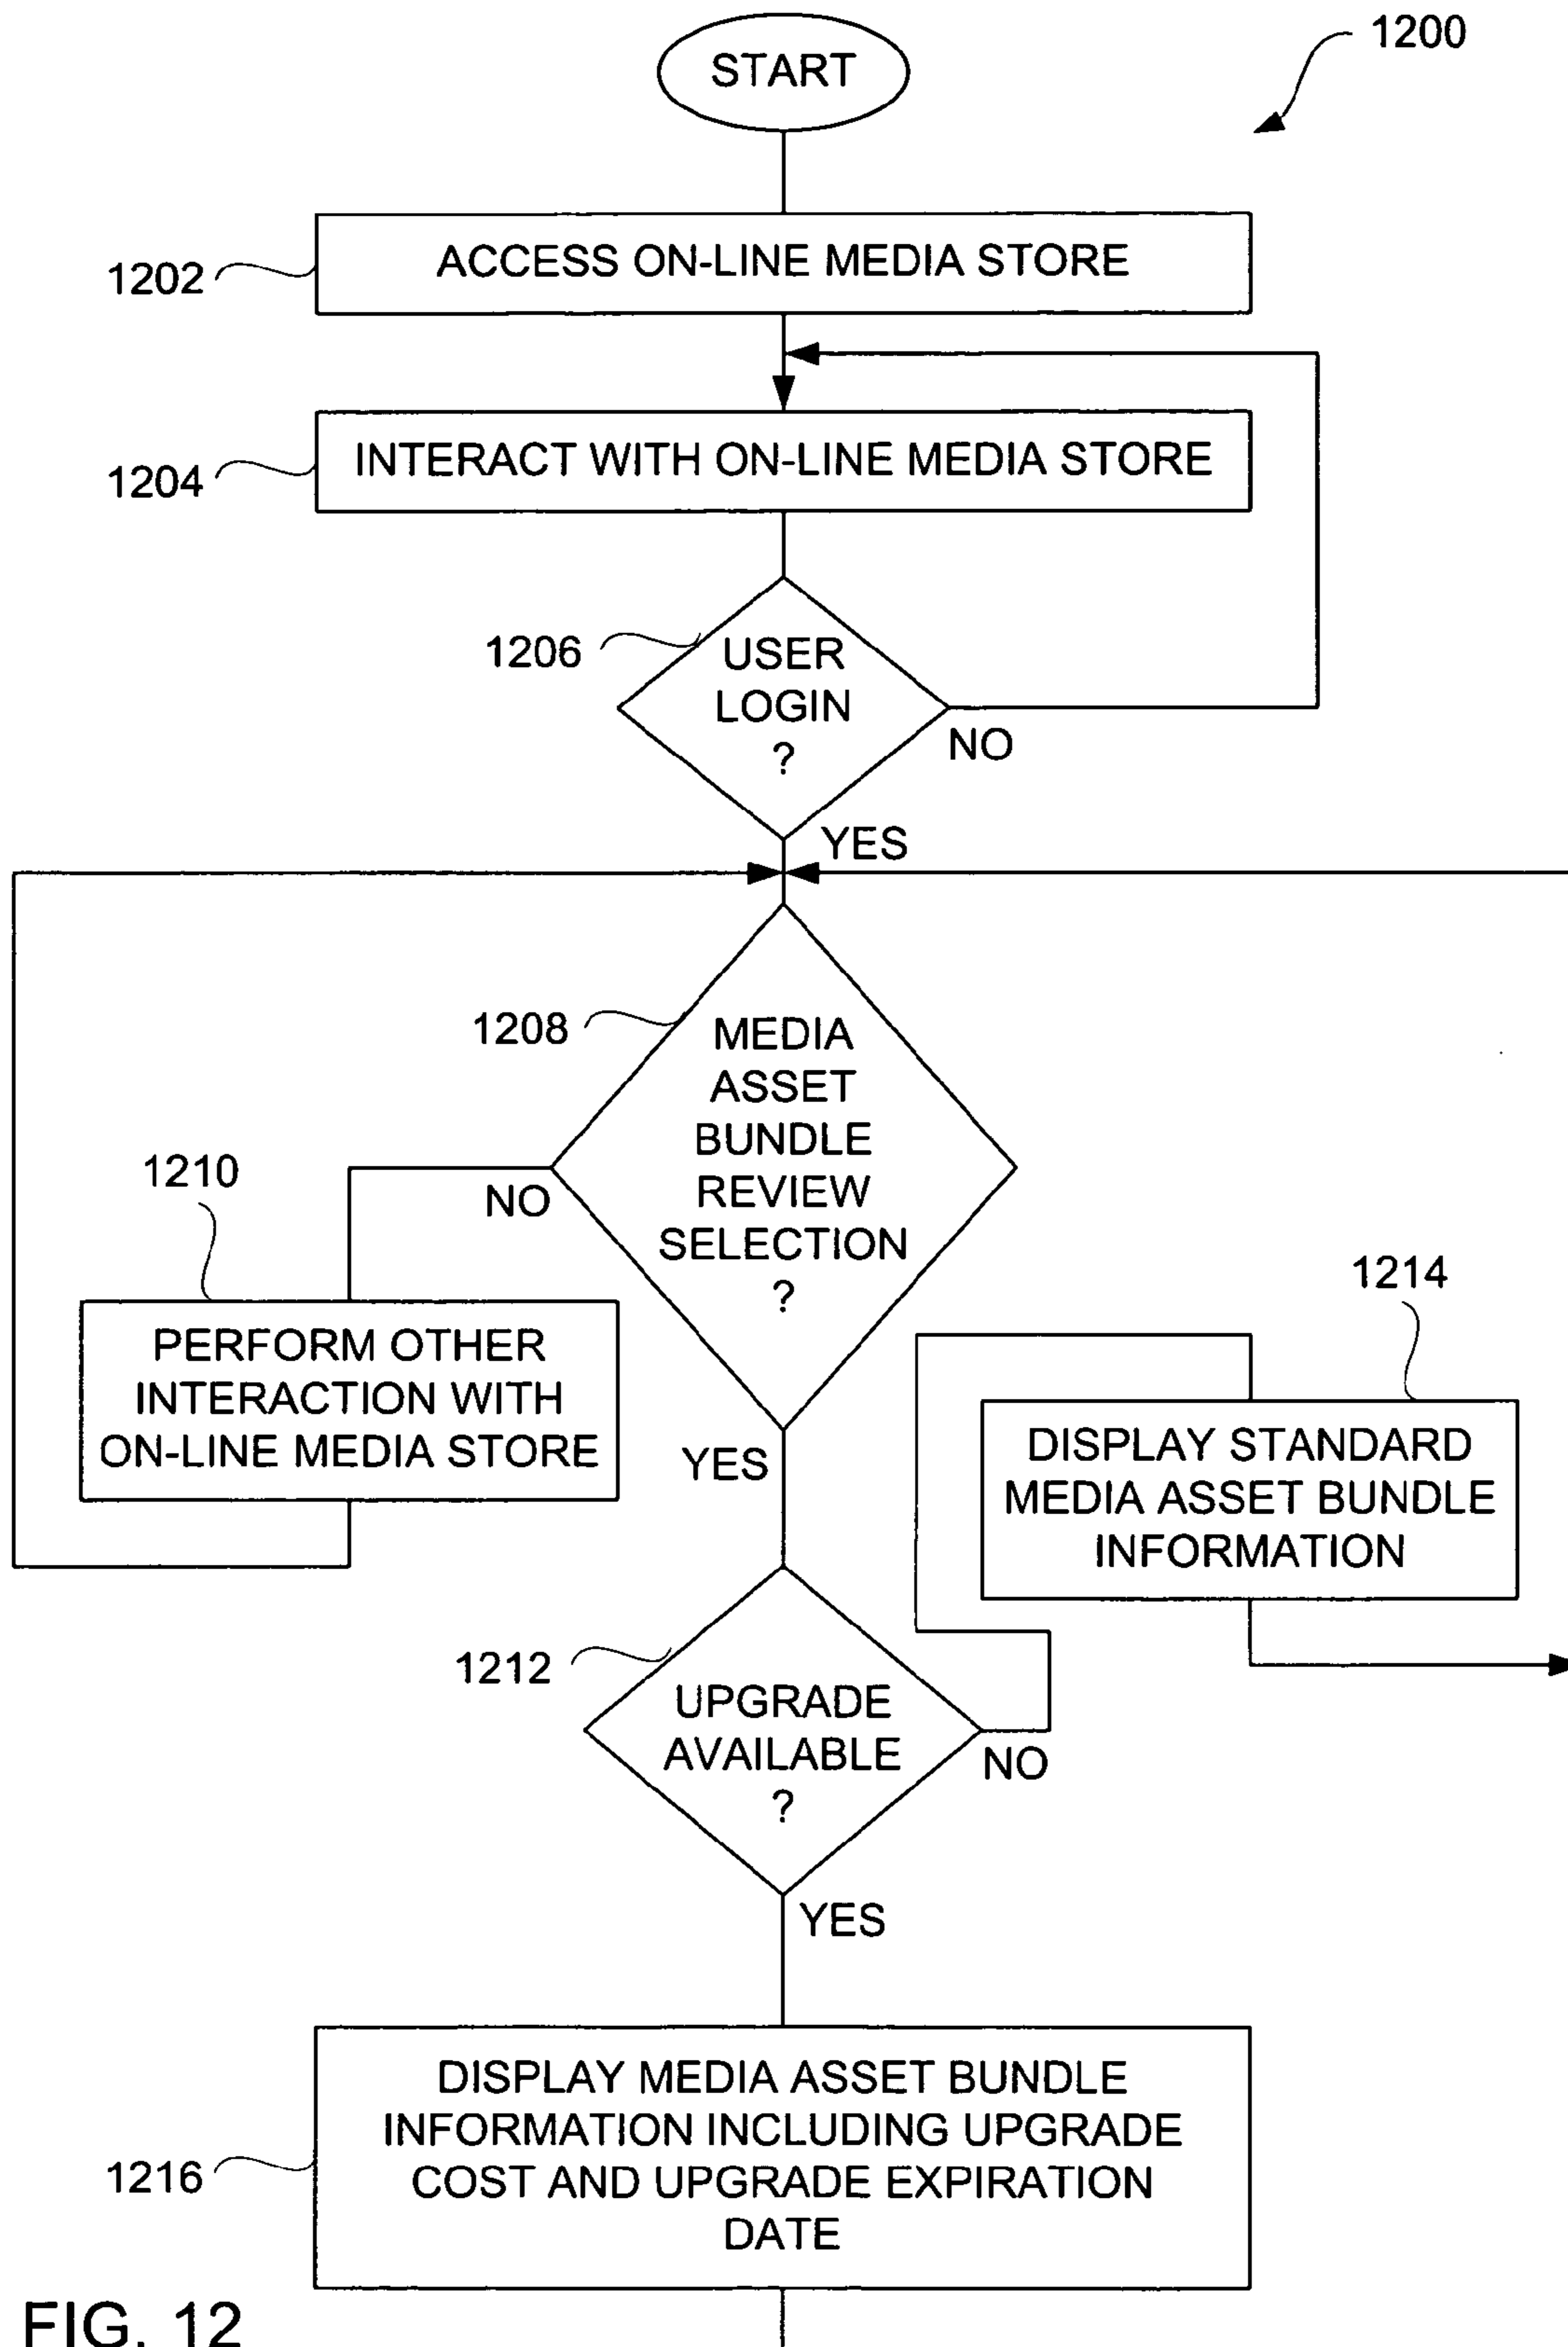 START
1200
1202
ACCESS ON-LINE MEDIA STORE
1204
INTERACT WITH ON-LINE MEDIA STORE
1206
USER
LOGIN
?
NO
YES
1208
MEDIA
ASSET
BUNDLE
REVIEW
SELECTION
?
NO
1210
PERFORM OTHER
INTERACTION WITH
ON-LINE MEDIA STORE
YES
1214
DISPLAY STANDARD
MEDIA ASSET BUNDLE
INFORMATION
1212
UPGRADE
AVAILABLE
?
NO
YES
1216
DISPLAY MEDIA ASSET BUNDLE
INFORMATION INCLUDING UPGRADE
COST AND UPGRADE EXPIRATION
DATE
FIG. 12